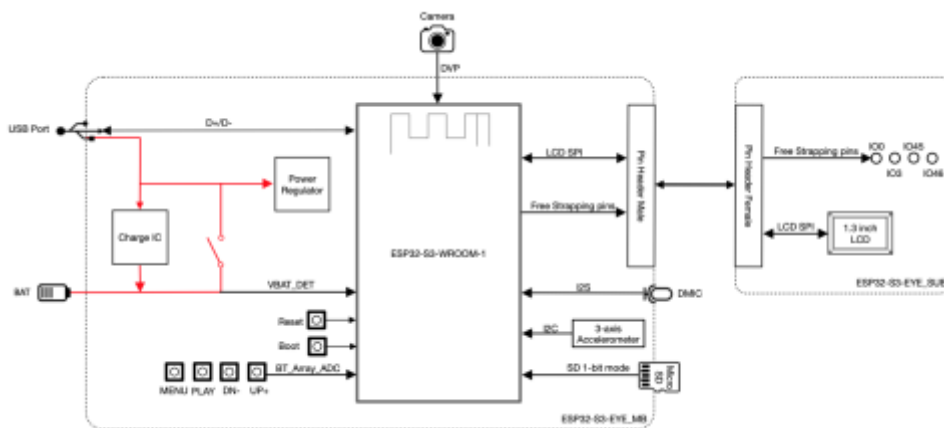 Camera
DVP
USB Port
D+/D-
Power
Regulator
Charge IC
BAT
VBAT_DET
Reset
Boot
BT_Array_ADC
MENU
PLAY
DN-
UP+
ESP32-S3-WROOM-1
LCD SPI
Free Strapping pins
I2S
DMIC
I2C
3-axis
Accelerometer
SD 1-bit mode
Micro
SD
ESP32-S3-EYE_MB
Pin Header Male
Pin Header Female
Free Strapping pins
IO0
IO45
IO3
IO46
LCD SPI
1.3 inch
LCD
ESP32-S3-EYE_SUB